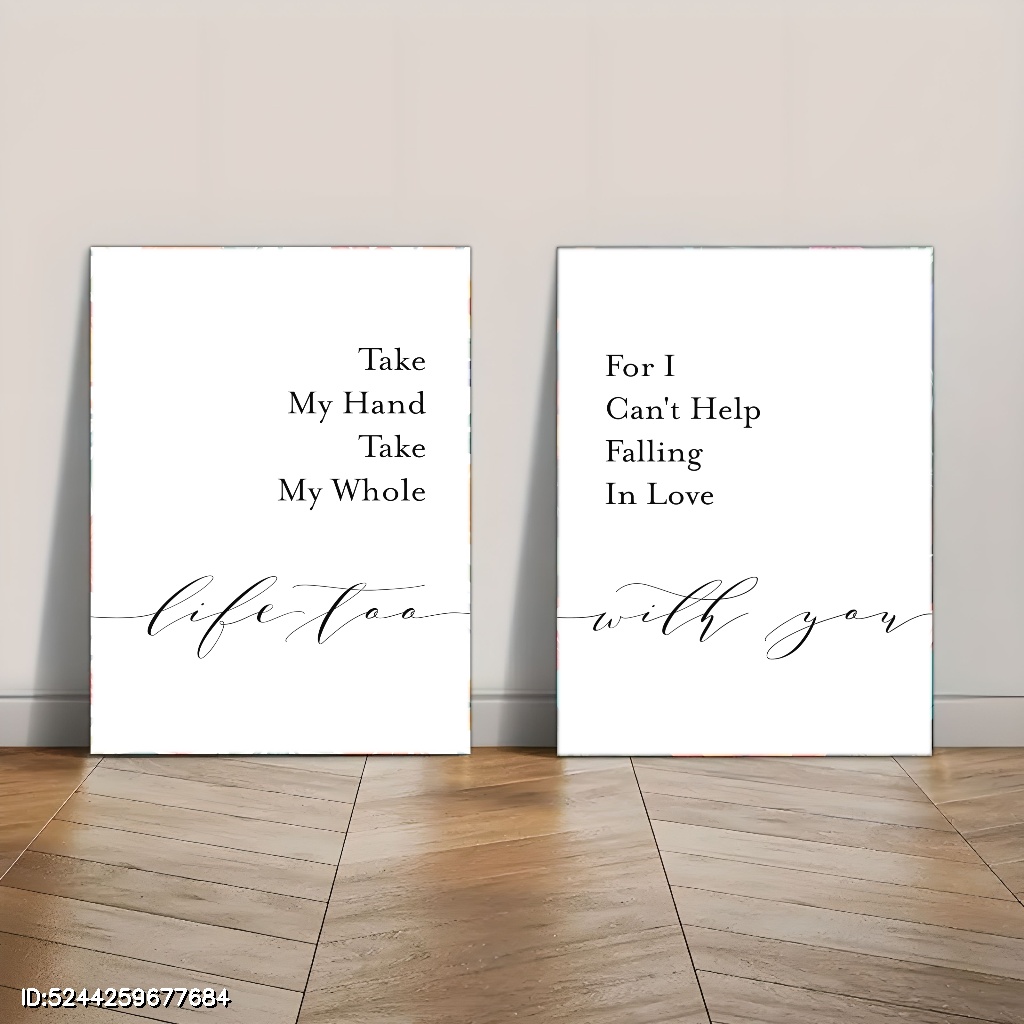 Take
My Hand
Take
My Whole
life too
For I
Can't Help
Falling
In Love
with you
ID:5244259677684